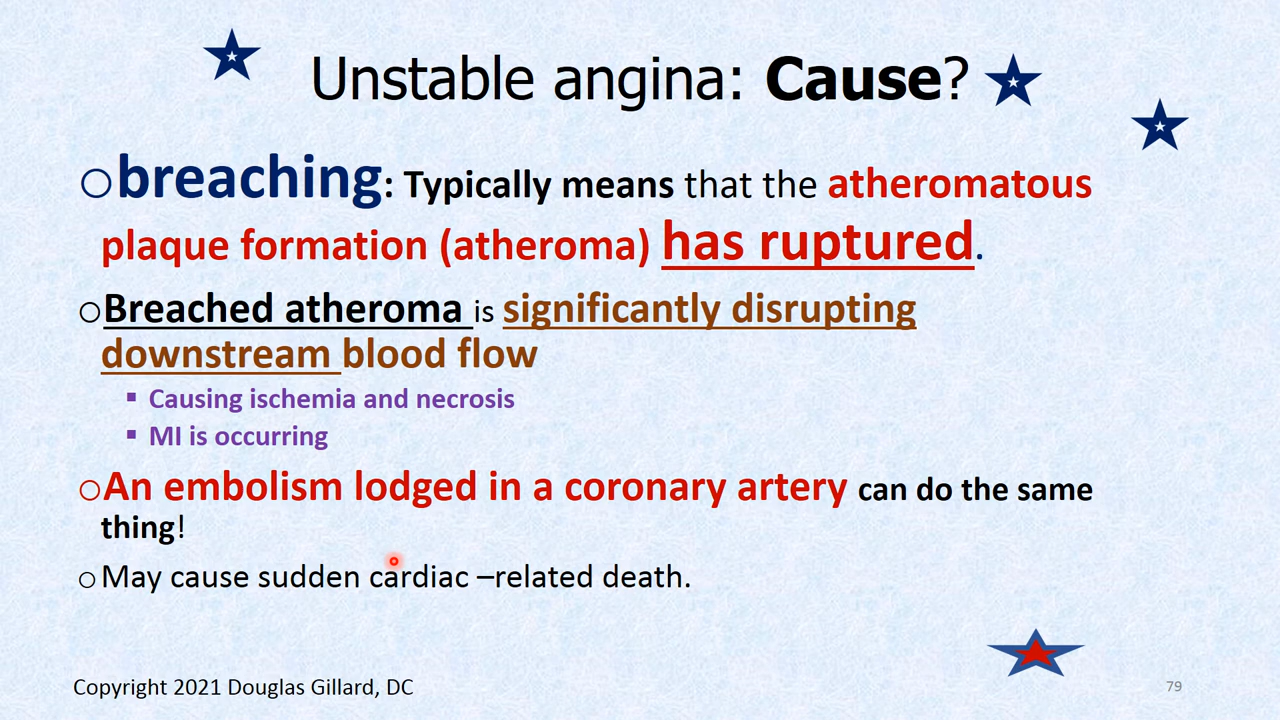 Unstable angina: Cause?
○breaching: Typically means that the atheromatous
plaque formation (atheroma) has ruptured.
○Breached atheroma is significantly disrupting
downstream blood flow
▪ Causing ischemia and necrosis
▪ MI is occurring
○An embolism lodged in a coronary artery can do the same
thing!
○May cause sudden cardiac –related death.
Copyright 2021 Douglas Gillard, DC
79